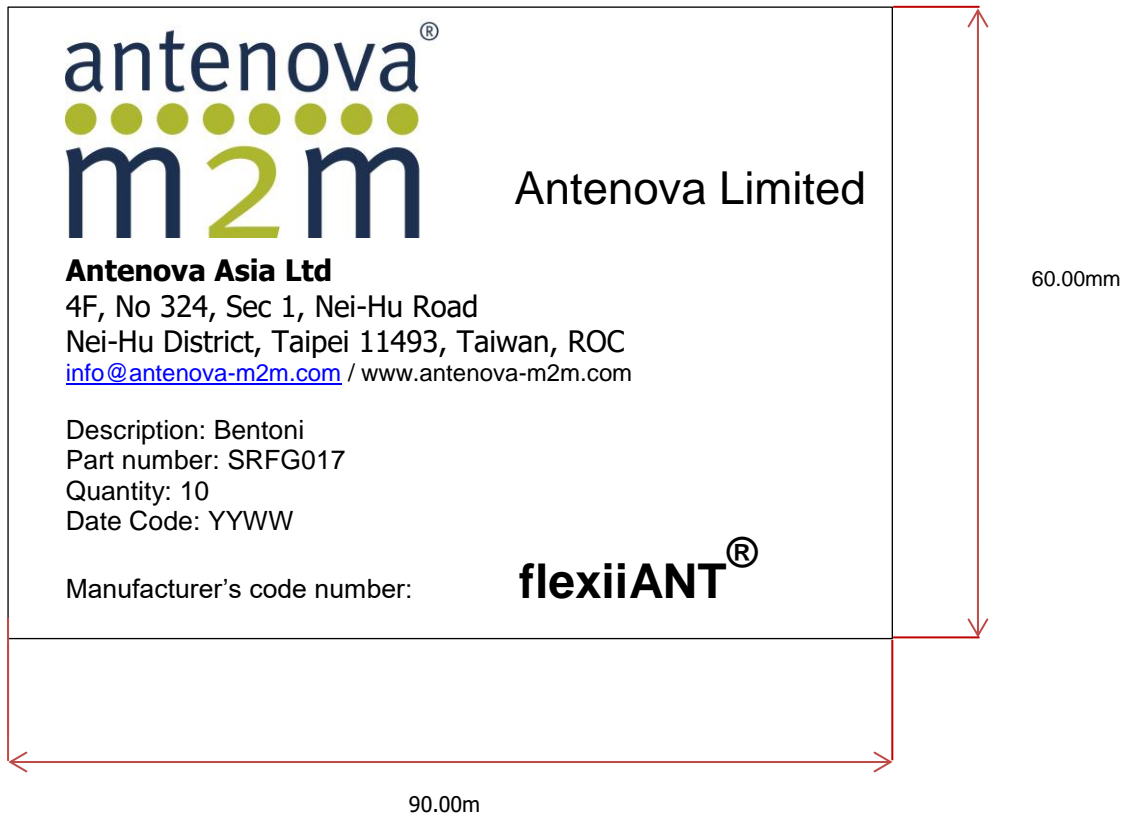 antenova®
m2m
Antenova Limited
Antenova Asia Ltd
4F, No 324, Sec 1, Nei-Hu Road
Nei-Hu District, Taipei 11493, Taiwan, ROC
info@antenova-m2m.com / www.antenova-m2m.com
Description: Bentoni
Part number: SRFG017
Quantity: 10
Date Code: YYWW
Manufacturer’s code number:
flexiiANT®
60.00mm
90.00m